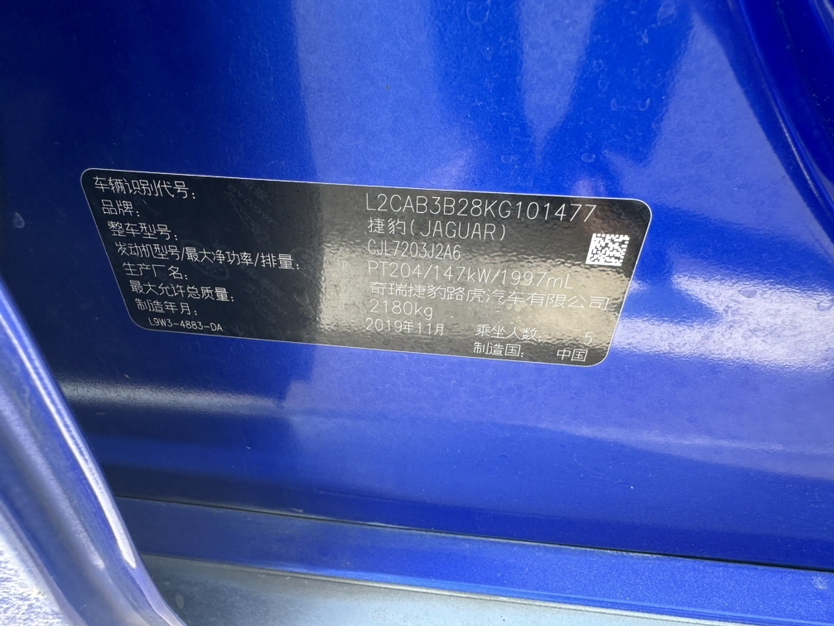 车辆识别代号: L2CAB3B28KG101477
品牌: 捷豹(JAGUAR)
整车型号: CJL7203J2A6
发动机型号/最大净功率/排量: PT204/147kW/1997mL
生产厂名: 奇瑞捷豹路虎汽车有限公司
最大允许总质量: 2180kg
制造年月: 2019年11月 乘坐人数: 5
L9W3-4883-DA 制造国: 中国